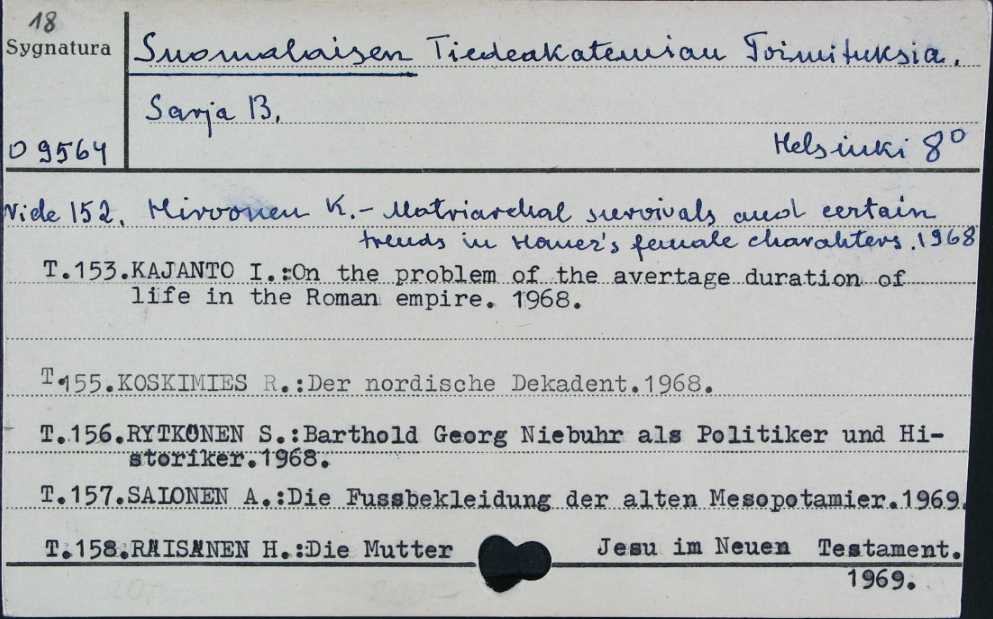 18
Sygnatura
Suomalaisen Tiedeakatemian Toimituksia.
Sarja B.
O 9564
Helsinki 8°
Vide 152. Hirvonen K.- Matriarchal survivals and certain
trends in Homer's female charakters. 1968
T.153.KAJANTO I.:On the problem of the avertage duration of
life in the Roman empire. 1968.
T.155.KOSKIMIES R.:Der nordische Dekadent.1968.
T.156.RYTKONEN S.:Barthold Georg Niebuhr als Politiker und Hi-
storiker.1968.
T.157.SALONEN A.:Die Fussbekleidung der alten Mesopotamier.1969.
T.158.RAISANEN H.:Die Mutter Jesu im Neuen Testament.
1969.